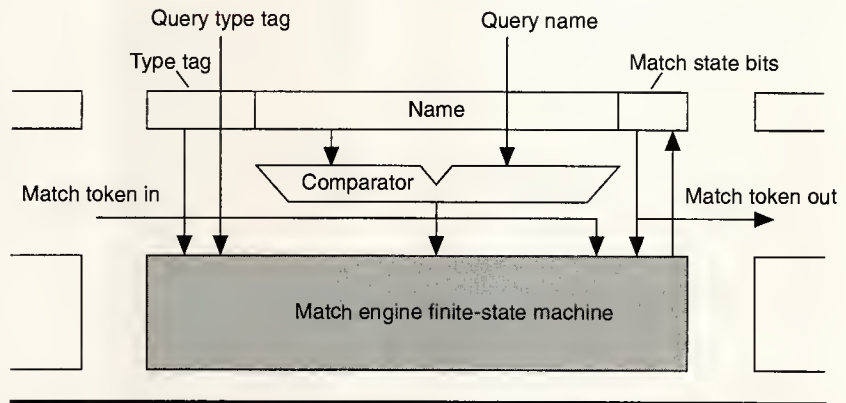 Query type tag
Query name
Type tag
Match state bits
Name
Comparator
Match token in
Match token out
Match engine finite-state machine